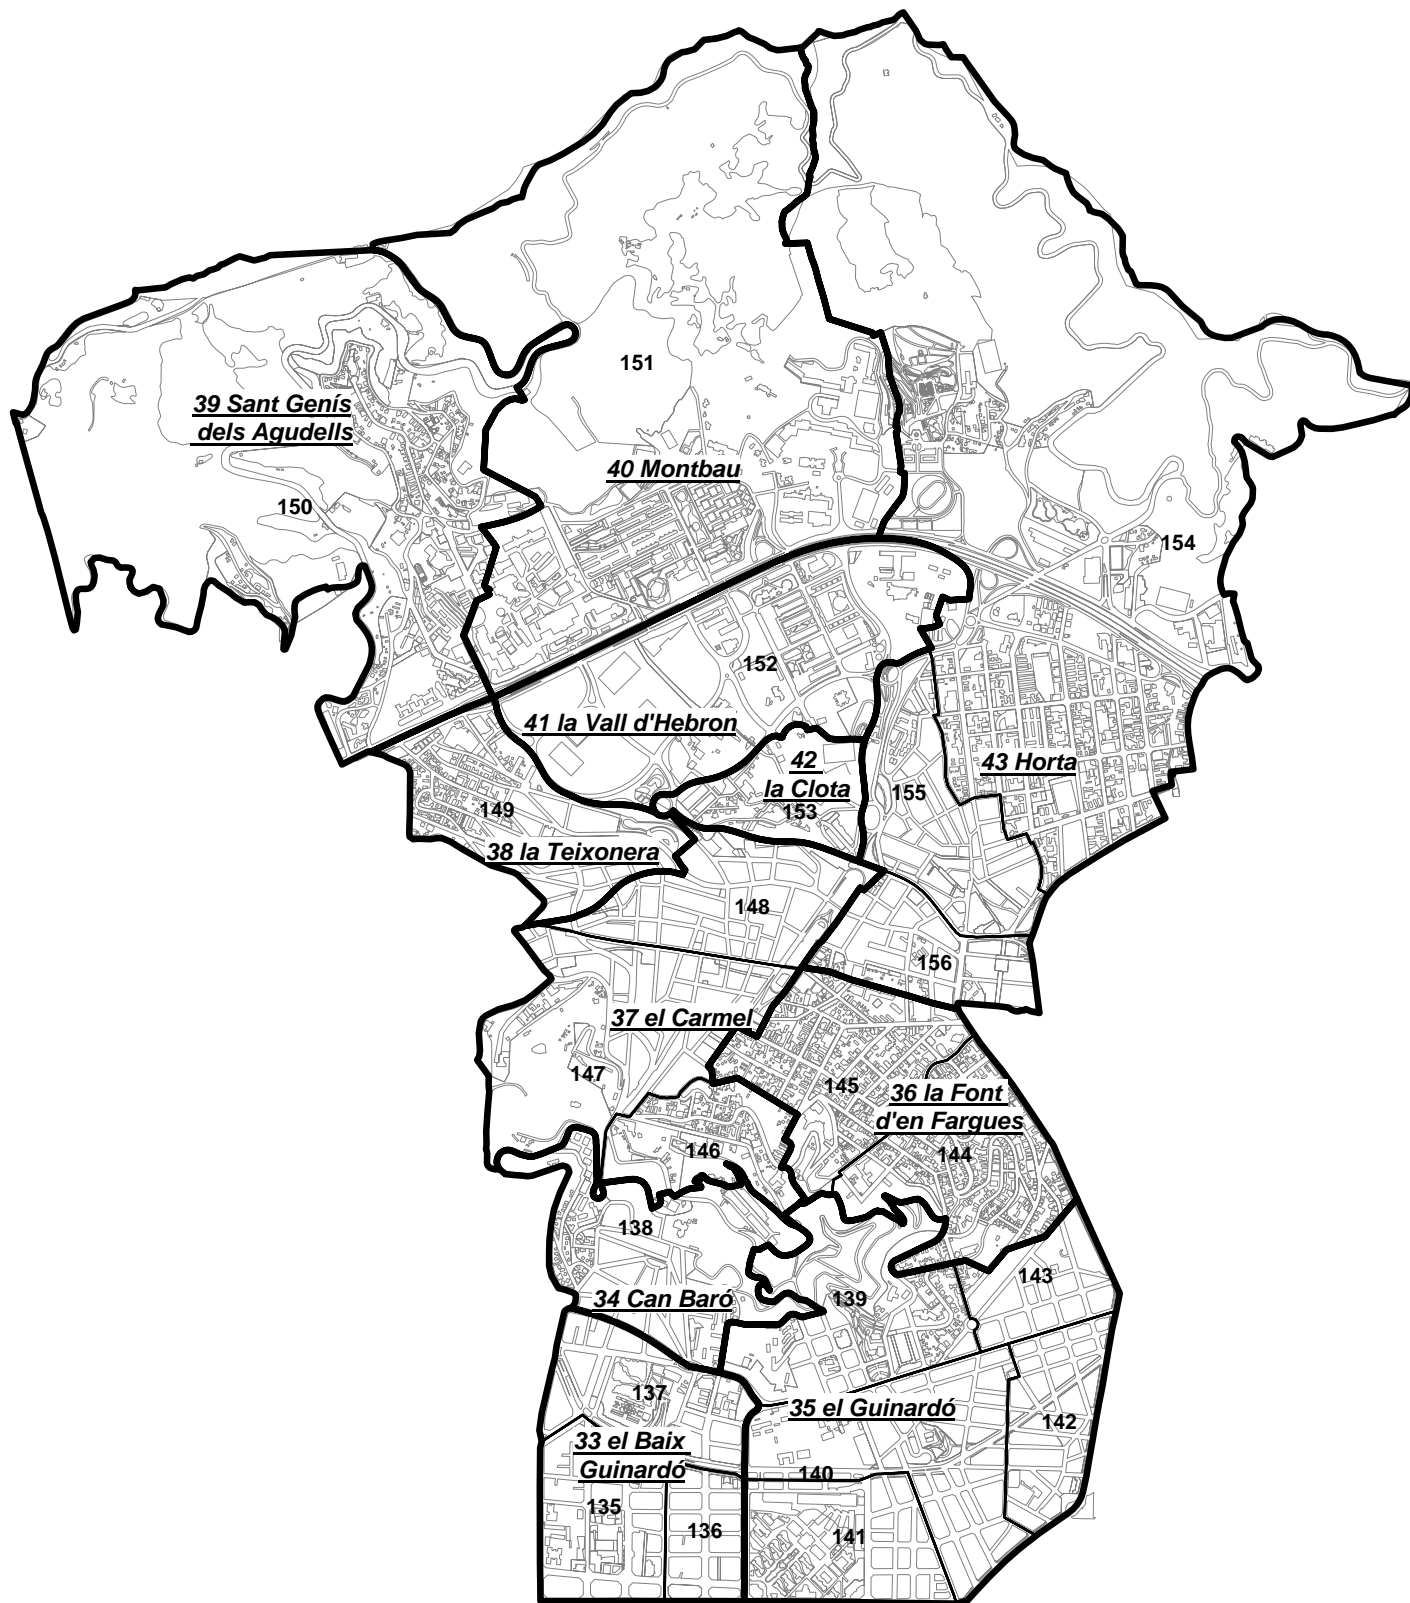 151
39 Sant Genís
dels Agudells
40 Montbau
150
154
152
41 la Vall d'Hebron
42
la Clota
43 Horta
155
149
153
38 la Teixonera
148
156
37 el Carmel
147
145
36 la Font
d'en Fargues
146
144
138
143
34 Can Baró
139
137
35 el Guinardó
142
33 el Baix
Guinardó
140
135
136
141